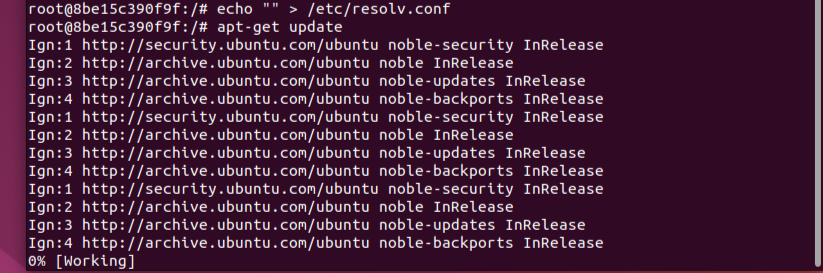 root@8be15c390f9f:/# echo "" > /etc/resolv.conf
root@8be15c390f9f:/# apt-get update
Ign:1 http://security.ubuntu.com/ubuntu noble-security InRelease
Ign:2 http://archive.ubuntu.com/ubuntu noble InRelease
Ign:3 http://archive.ubuntu.com/ubuntu noble-updates InRelease
Ign:4 http://archive.ubuntu.com/ubuntu noble-backports InRelease
Ign:1 http://security.ubuntu.com/ubuntu noble-security InRelease
Ign:2 http://archive.ubuntu.com/ubuntu noble InRelease
Ign:3 http://archive.ubuntu.com/ubuntu noble-updates InRelease
Ign:4 http://archive.ubuntu.com/ubuntu noble-backports InRelease
Ign:1 http://security.ubuntu.com/ubuntu noble-security InRelease
Ign:2 http://archive.ubuntu.com/ubuntu noble InRelease
Ign:3 http://archive.ubuntu.com/ubuntu noble-updates InRelease
Ign:4 http://archive.ubuntu.com/ubuntu noble-backports InRelease
0% [Working]